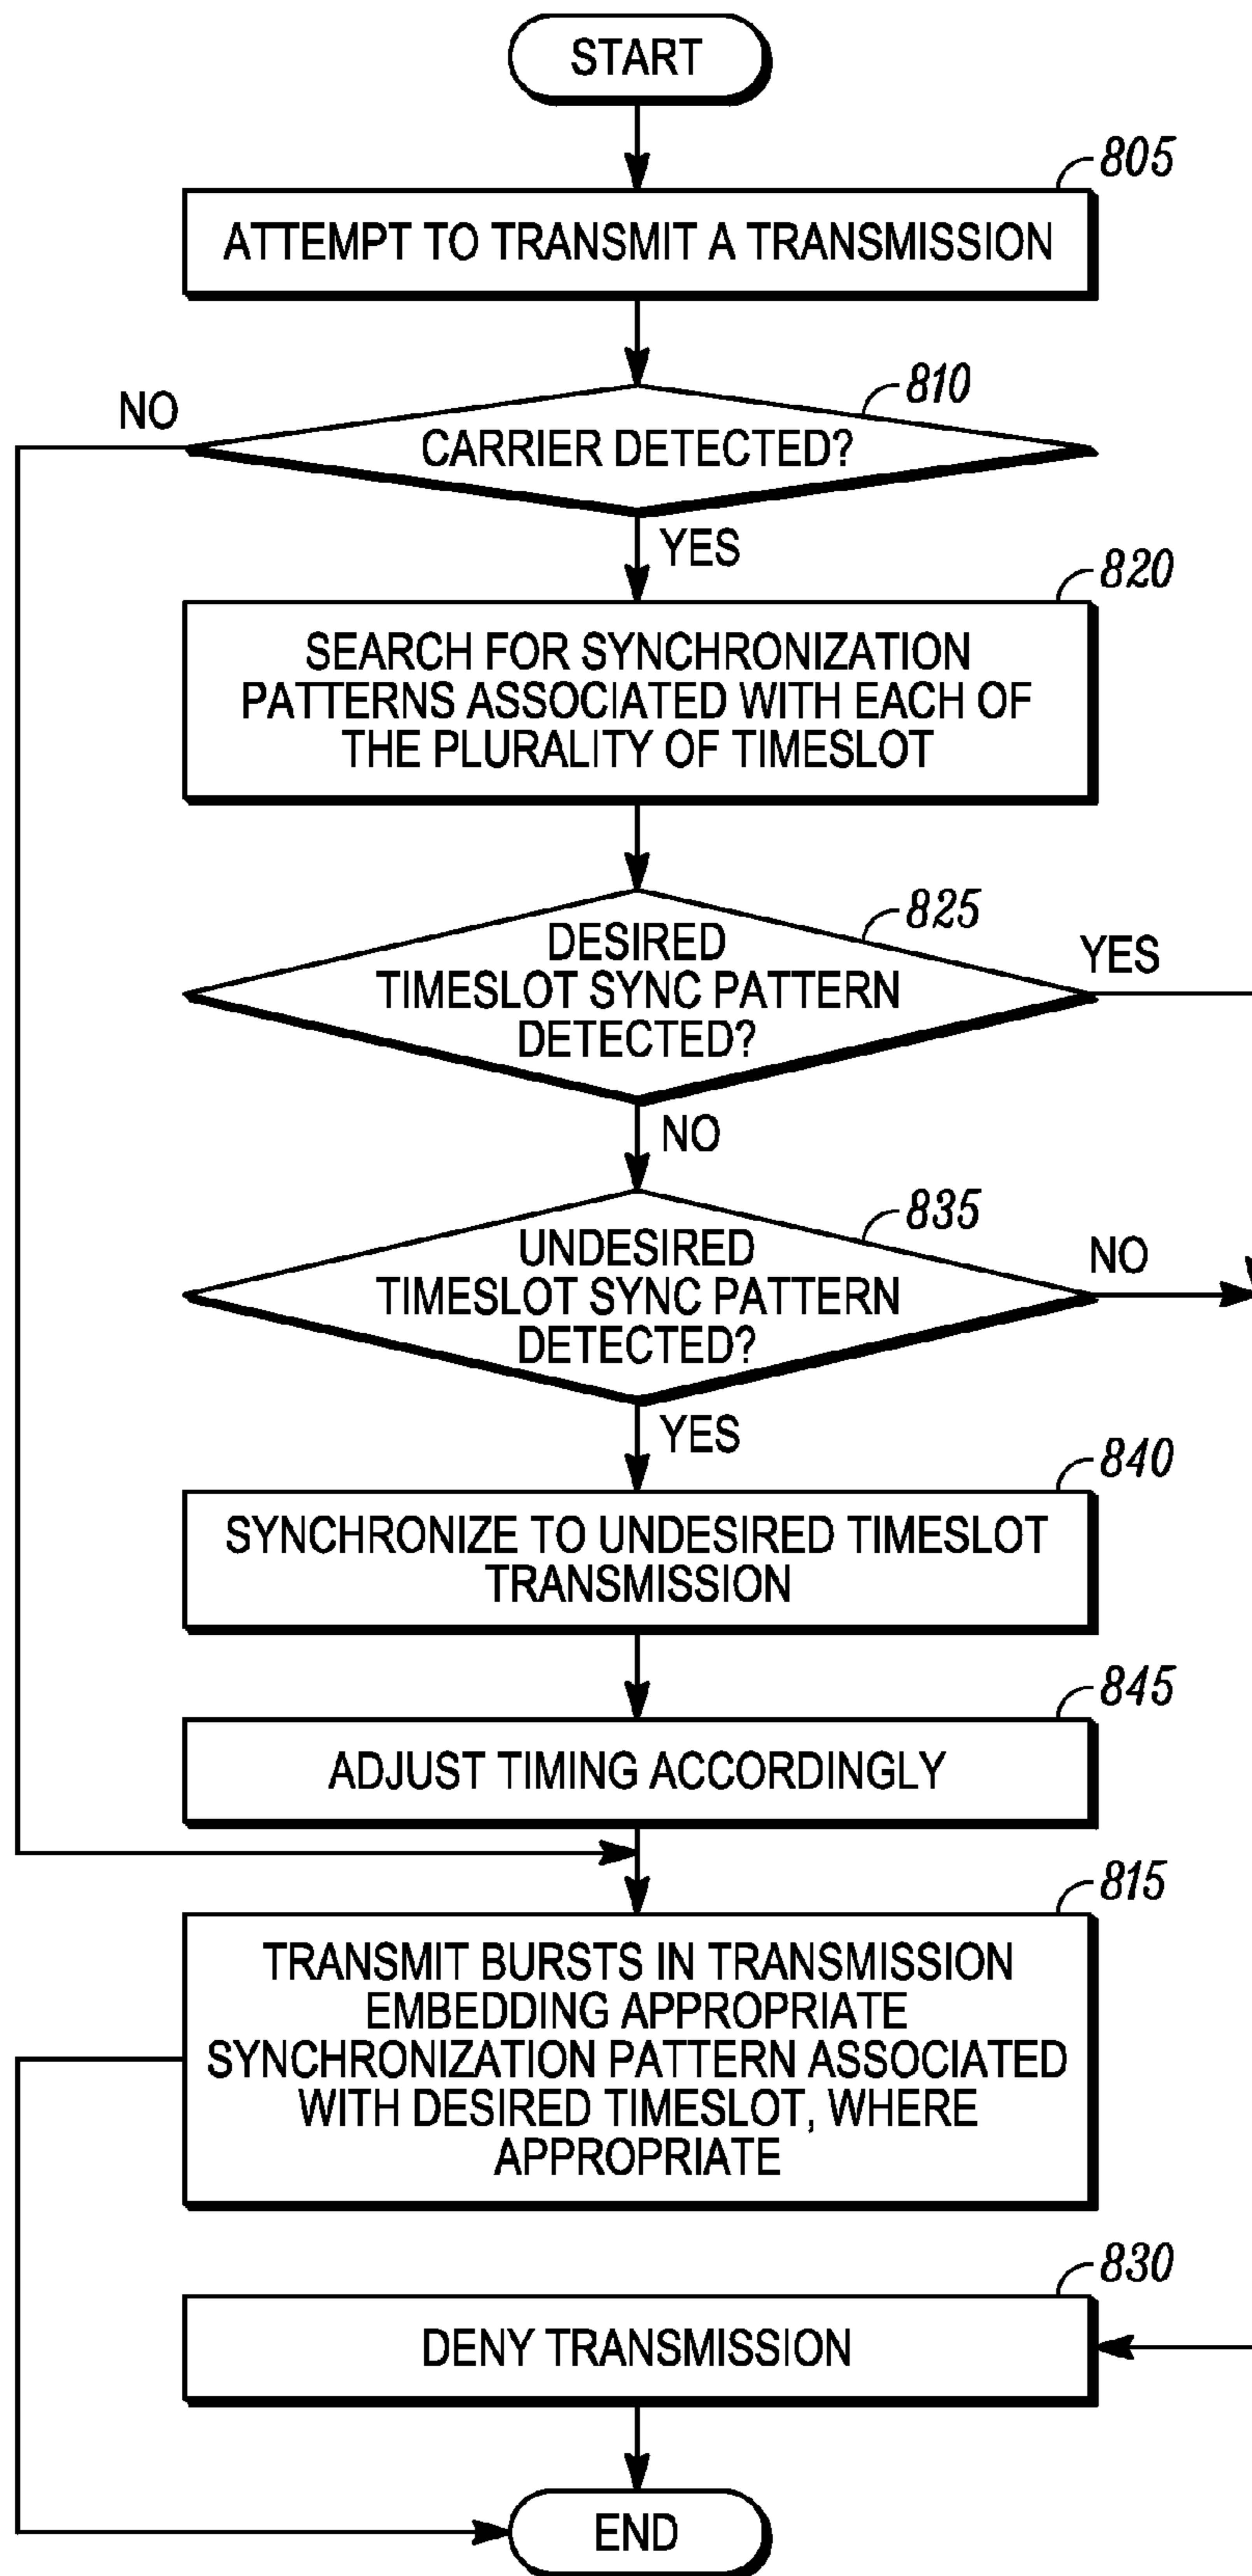 START
805
ATTEMPT TO TRANSMIT A TRANSMISSION
810
NO
CARRIER DETECTED?
YES
820
SEARCH FOR SYNCHRONIZATION
PATTERNS ASSOCIATED WITH EACH OF
THE PLURALITY OF TIMESLOT
825
DESIRED
TIMESLOT SYNC PATTERN
DETECTED?
YES
NO
835
UNDESIRED
TIMESLOT SYNC PATTERN
DETECTED?
NO
YES
840
SYNCHRONIZE TO UNDESIRED TIMESLOT
TRANSMISSION
845
ADJUST TIMING ACCORDINGLY
815
TRANSMIT BURSTS IN TRANSMISSION
EMBEDDING APPROPRIATE
SYNCHRONIZATION PATTERN ASSOCIATED
WITH DESIRED TIMESLOT, WHERE
APPROPRIATE
830
DENY TRANSMISSION
END